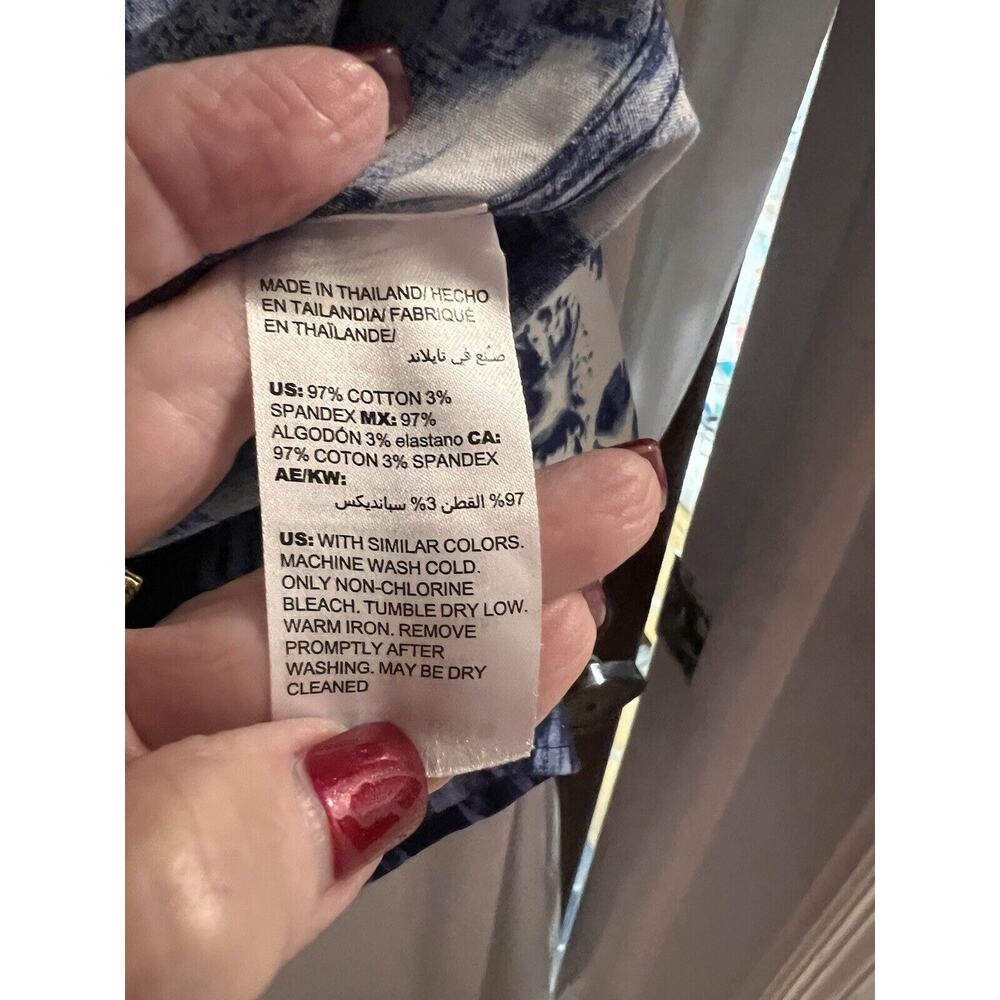 MADE IN THAILAND/ HECHO
EN TAILANDIA/ FABRIQUÉ
EN THAÏLANDE/
صنع في تايلاند
US: 97% COTTON 3%
SPANDEX MX: 97%
ALGODÓN 3% elastano CA:
97% COTON 3% SPANDEX
AE/KW:
97% القطن 3% سبانديكس
US: WITH SIMILAR COLORS.
MACHINE WASH COLD.
ONLY NON-CHLORINE
BLEACH. TUMBLE DRY LOW.
WARM IRON. REMOVE
PROMPTLY AFTER
WASHING. MAY BE DRY
CLEANED